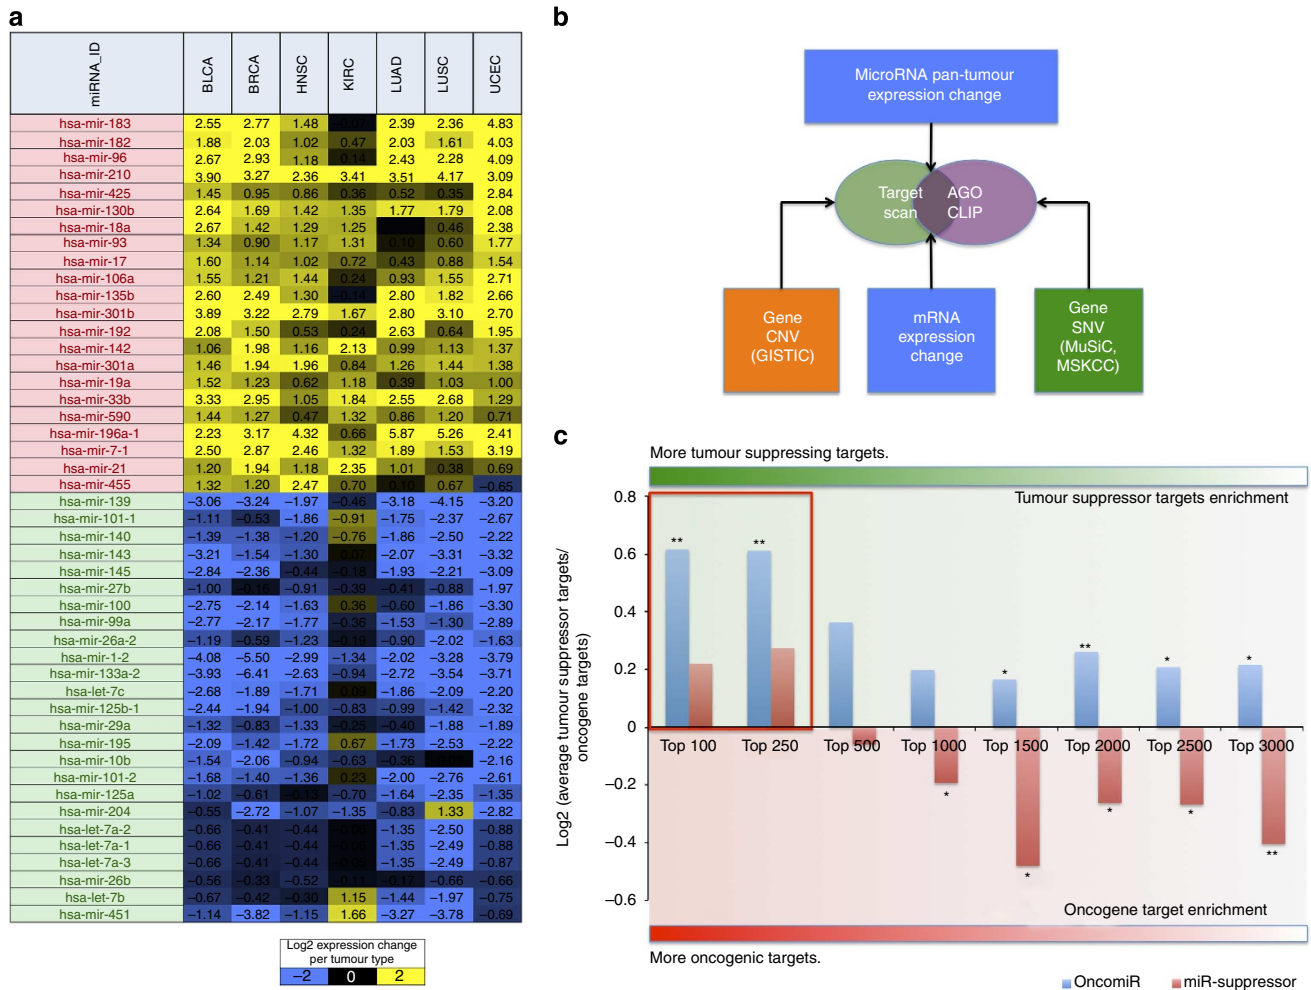 a
miRNA_ID BLCA BRCA HNSC KIRC LUAD LUSC UCEC
hsa-mir-183 2.55 2.77 1.48 2.39 2.36 4.83
hsa-mir-182 1.88 2.03 1.02 0.47 2.03 1.61 4.03
hsa-mir-96 2.67 2.93 1.18 0.14 2.43 2.28 4.09
hsa-mir-210 3.90 3.27 2.36 3.41 3.51 4.17 3.09
hsa-mir-425 1.45 0.95 0.86 0.36 0.52 0.35 2.84
hsa-mir-130b 2.64 1.69 1.42 1.35 1.77 1.79 2.08
hsa-mir-18a 2.67 1.42 1.29 1.25 0.46 2.38
hsa-mir-93 1.34 0.90 1.17 1.31 0.10 0.60 1.77
hsa-mir-17 1.60 1.14 1.02 0.72 0.43 0.88 1.54
hsa-mir-106a 1.55 1.21 1.44 0.24 0.93 1.55 2.71
hsa-mir-135b 2.60 2.49 1.30 −0.14 2.80 1.82 2.66
hsa-mir-301b 3.89 3.22 2.79 1.67 2.80 3.10 2.70
hsa-mir-192 2.08 1.50 0.53 0.24 2.63 0.64 1.95
hsa-mir-142 1.06 1.98 1.16 2.13 0.99 1.13 1.37
hsa-mir-301a 1.46 1.94 1.96 0.84 1.26 1.44 1.38
hsa-mir-19a 1.52 1.23 0.62 1.18 0.39 1.03 1.00
hsa-mir-33b 3.33 2.95 1.05 1.84 2.55 2.68 1.29
hsa-mir-590 1.44 1.27 0.47 1.32 0.86 1.20 0.71
hsa-mir-196a-1 2.23 3.17 4.32 0.66 5.87 5.26 2.41
hsa-mir-7-1 2.50 2.87 2.46 1.32 1.89 1.53 3.19
hsa-mir-21 1.20 1.94 1.18 2.35 1.01 0.38 0.69
hsa-mir-455 1.32 1.20 2.47 0.70 0.10 0.67 −0.65
hsa-mir-139 −3.06 −3.24 −1.97 −0.46 −3.18 −4.15 −3.20
hsa-mir-101-1 −1.11 −0.53 −1.86 −0.91 −1.75 −2.37 −2.67
hsa-mir-140 −1.39 −1.38 −1.20 −0.76 −1.86 −2.50 −2.22
hsa-mir-143 −3.21 −1.54 −1.30 0.07 −2.07 −3.31 −3.32
hsa-mir-145 −2.84 −2.36 −0.44 −0.18 −1.93 −2.21 −3.09
hsa-mir-27b −1.00 −0.16 −0.91 −0.39 −0.41 −0.88 −1.97
hsa-mir-100 −2.75 −2.14 −1.63 0.36 −0.60 −1.86 −3.30
hsa-mir-99a −2.77 −2.17 −1.77 −0.36 −1.53 −1.30 −2.89
hsa-mir-26a-2 −1.19 −0.59 −1.23 −0.19 −0.90 −2.02 −1.63
hsa-mir-1-2 −4.08 −5.50 −2.99 −1.34 −2.02 −3.28 −3.79
hsa-mir-133a-2 −3.93 −6.41 −2.63 −0.94 −2.72 −3.54 −3.71
hsa-let-7c −2.68 −1.89 −1.71 0.09 −1.86 −2.09 −2.20
hsa-mir-125b-1 −2.44 −1.94 −1.00 −0.83 −0.99 −1.42 −2.32
hsa-mir-29a −1.32 −0.83 −1.33 −0.25 −0.40 −1.88 −1.89
hsa-mir-195 −2.09 −1.42 −1.72 0.67 −1.73 −2.53 −2.22
hsa-mir-10b −1.54 −2.06 −0.94 −0.63 −0.36 −2.16
hsa-mir-101-2 −1.68 −1.40 −1.36 0.23 −2.00 −2.76 −2.61
hsa-mir-125a −1.02 −0.61 −0.13 −0.70 −1.64 −2.35 −1.35
hsa-mir-204 −0.55 −2.72 −1.07 −1.35 −0.83 1.33 −2.82
hsa-let-7a-2 −0.66 −0.41 −0.44 −1.35 −2.50 −0.88
hsa-let-7a-1 −0.66 −0.41 −0.44 −1.35 −2.49 −0.88
hsa-let-7a-3 −0.66 −0.41 −0.44 −1.35 −2.49 −0.87
hsa-mir-26b −0.56 −0.33 −0.52 −0.11 −0.17 −0.66 −0.66
hsa-let-7b −0.67 −0.42 −0.30 1.15 −1.44 −1.97 −0.75
hsa-mir-451 −1.14 −3.82 −1.15 1.66 −3.27 −3.78 −0.69
Log2 expression change
per tumour type
−2 0 2
b
MicroRNA pan-tumour
expression change
Target
scan
AGO
CLIP
Gene
CNV
(GISTIC)
mRNA
expression
change
Gene
SNV
(MuSiC,
MSKCC)
c
More tumour suppressing targets.
Tumour suppressor targets enrichment
Log2 (average tumour suppressor targets/
oncogene targets)
0.8
0.6
0.4
0.2
0
−0.2
−0.4
−0.6
** ** * ** * *
Top 100 Top 250 Top 500 Top 1000 Top 1500 Top 2000 Top 2500 Top 3000
* * * * **
Oncogene target enrichment
More oncogenic targets.
OncomiR miR-suppressor